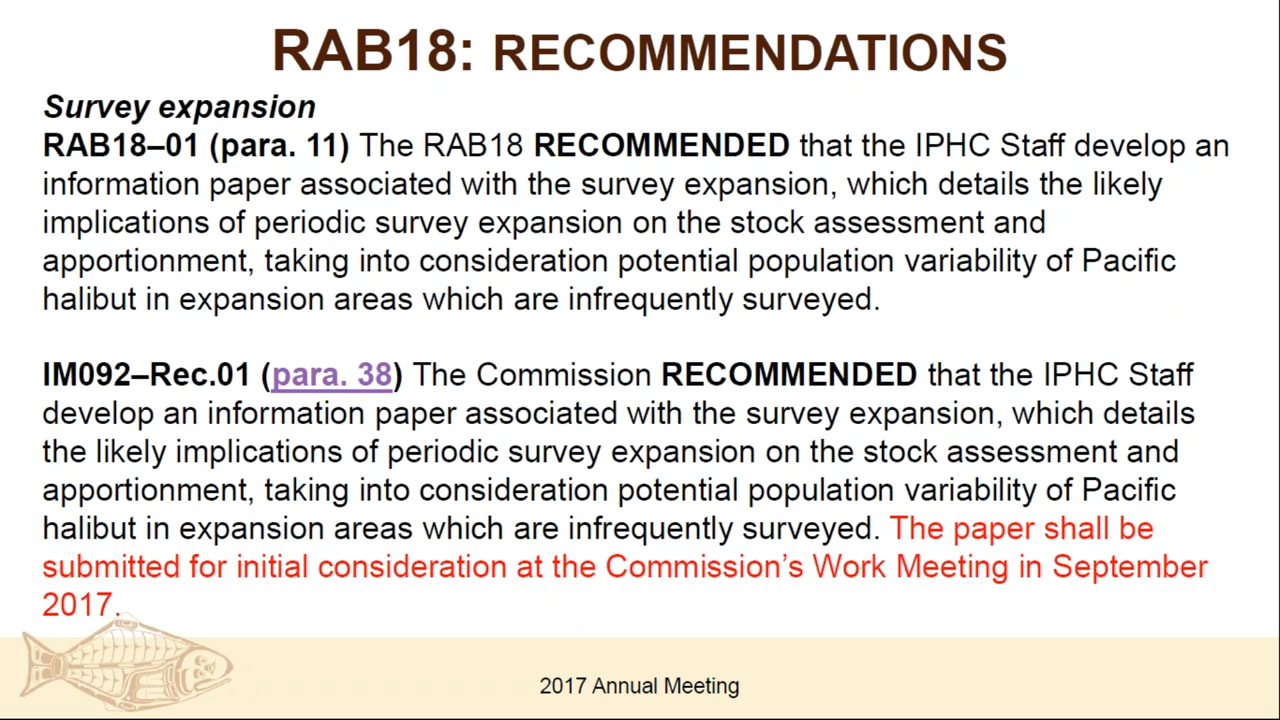 RAB18: RECOMMENDATIONS
Survey expansion
RAB18–01 (para. 11) The RAB18 RECOMMENDED that the IPHC Staff develop an
information paper associated with the survey expansion, which details the likely
implications of periodic survey expansion on the stock assessment and
apportionment, taking into consideration potential population variability of Pacific
halibut in expansion areas which are infrequently surveyed.
IM092–Rec.01 (para. 38) The Commission RECOMMENDED that the IPHC Staff
develop an information paper associated with the survey expansion, which details
the likely implications of periodic survey expansion on the stock assessment and
apportionment, taking into consideration potential population variability of Pacific
halibut in expansion areas which are infrequently surveyed. The paper shall be
submitted for initial consideration at the Commission’s Work Meeting in September
2017.
2017 Annual Meeting